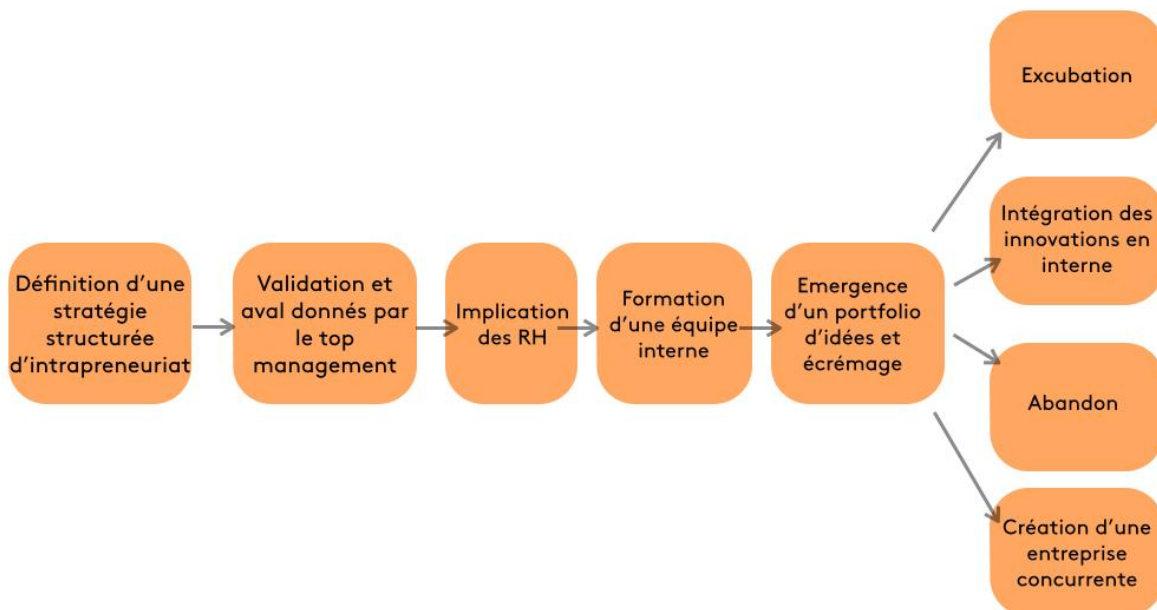 Définition d’une
stratégie
structurée
d’intrapreneuriat
Validation et
aval donnés par
le top
management
Implication
des RH
Formation
d’une équipe
interne
Emergence
d’un portfolio
d’idées et
écrémage
Excubation
Intégration des
innovations en
interne
Abandon
Création d’une
entreprise
concurrente